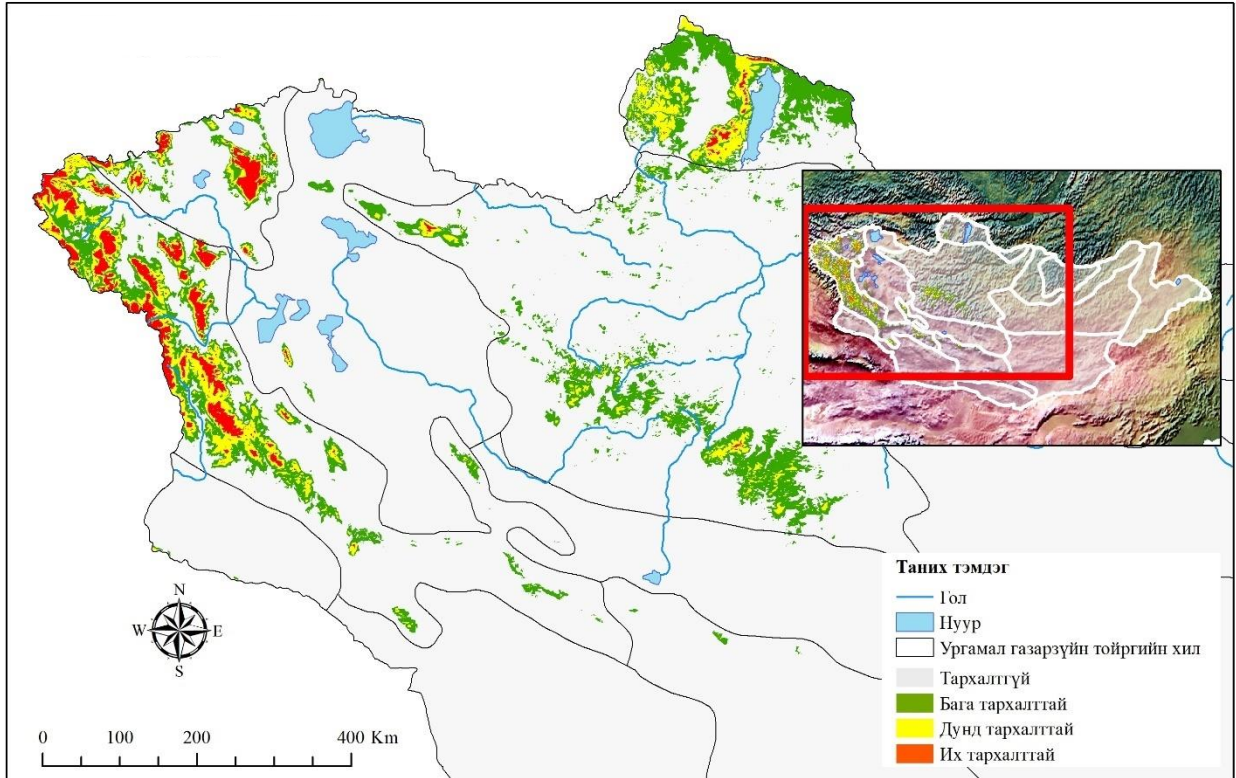 N
W E
S
0 100 200 400 Km
Таних тэмдэг
Гол
Нуур
Ургамал газарзүйн тойргийн хил
Тархалтгүй
Бага тархалттай
Дунд тархалттай
Их тархалттай